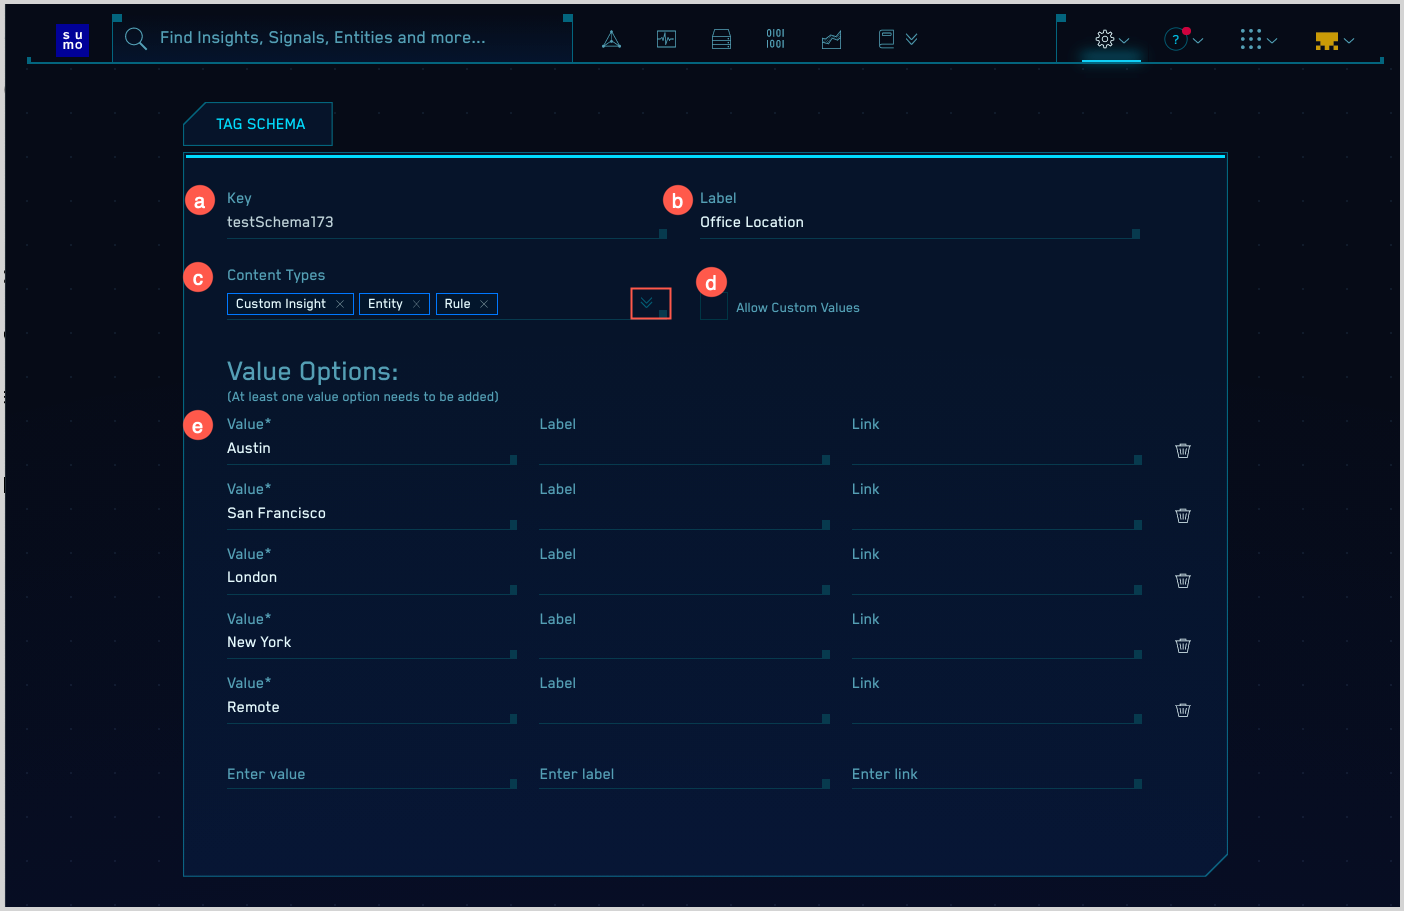 su
mo
Find Insights, Signals, Entities and more...
0101
1001
?
TAG SCHEMA
a Key
testSchema173
b Label
Office Location
c Content Types
Custom Insight × Entity × Rule ×
d Allow Custom Values
Value Options:
(At least one value option needs to be added)
e Value* Label Link
Austin
Value* Label Link
San Francisco
Value* Label Link
London
Value* Label Link
New York
Value* Label Link
Remote
Enter value Enter label Enter link